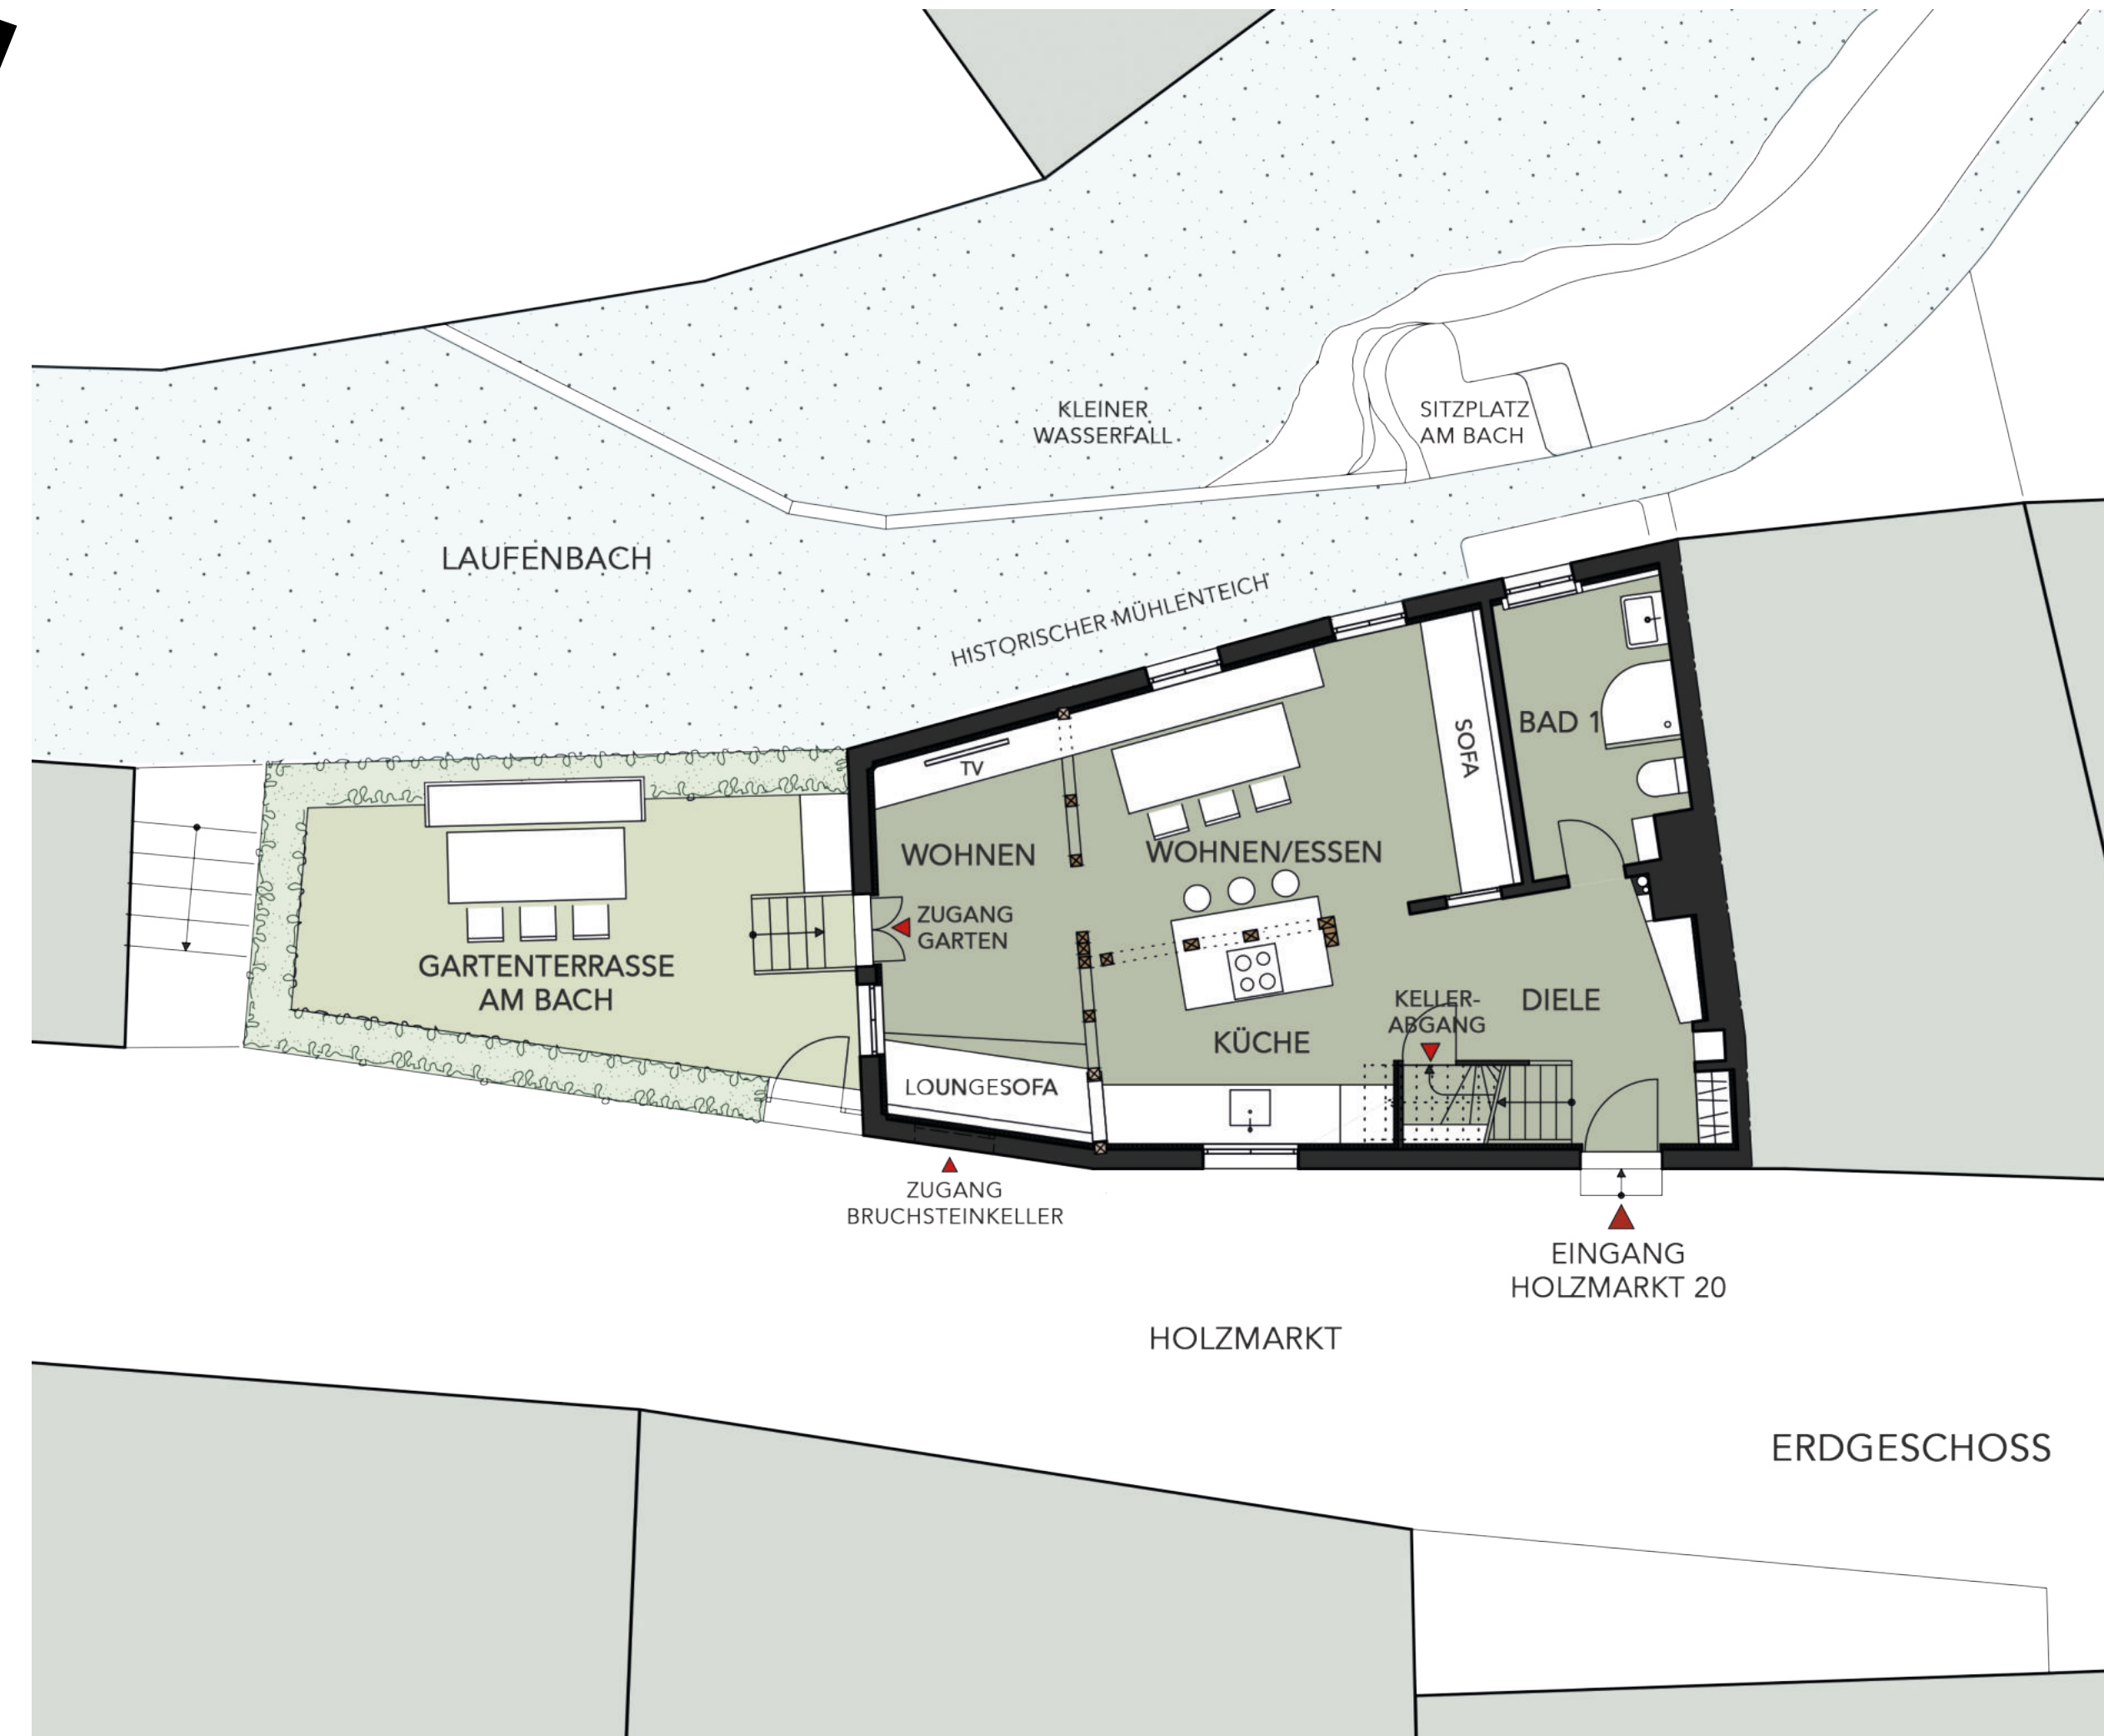 KLEINER
WASSERFALL
SITZPLATZ
AM BACH
LAUFENBACH
HISTORISCHER MÜHLENTEICH
TV
SOFA
BAD 1
WOHNEN
WOHNEN/ESSEN
ZUGANG
GARTEN
GARTENTERRASSE
AM BACH
KELLER-
ABGANG
DIELE
KÜCHE
LOUNGESOFA
ZUGANG
BRUCHSTEINKELLER
EINGANG
HOLZMARKT 20
HOLZMARKT
ERDGESCHOSS